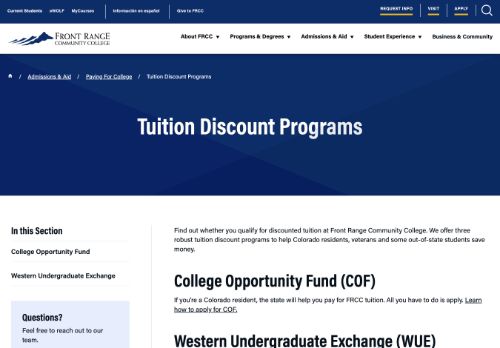 Current Students eWOLF MyCourses Información en español Give to FRCC REQUEST INFO VISIT APPLY
FRONT RANGE
COMMUNITY COLLEGE
About FRCC Programs & Degrees Admissions & Aid Student Experience Business & Community
/ Admissions & Aid / Paying For College / Tuition Discount Programs
Tuition Discount Programs
In this Section
College Opportunity Fund
Western Undergraduate Exchange
Questions?
Feel free to reach out to our
team.
Find out whether you qualify for discounted tuition at Front Range Community College. We offer three
robust tuition discount programs to help Colorado residents, veterans and some out-of-state students save
money.
College Opportunity Fund (COF)
If you're a Colorado resident, the state will help you pay for FRCC tuition. All you have to do is apply. Learn
how to apply for COF.
Western Undergraduate Exchange (WUE)